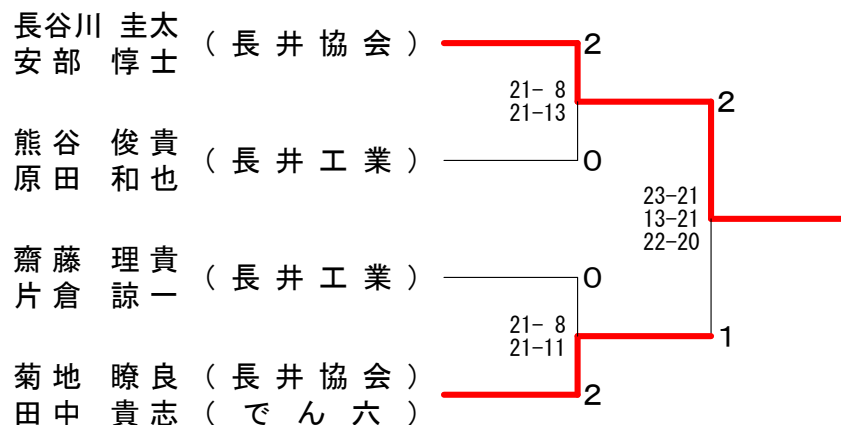 長谷川 圭太
安部 惇士
(長井協会)
2
21- 8
21-13
2
熊谷 俊貴
原田 和也
(長井工業)
0
23-21
13-21
22-20
齋藤 理貴
片倉 諒一
(長井工業)
0
21- 8
21-11
1
菊地 瞭良 (長井協会)
田中 貴志 (でん六)
2